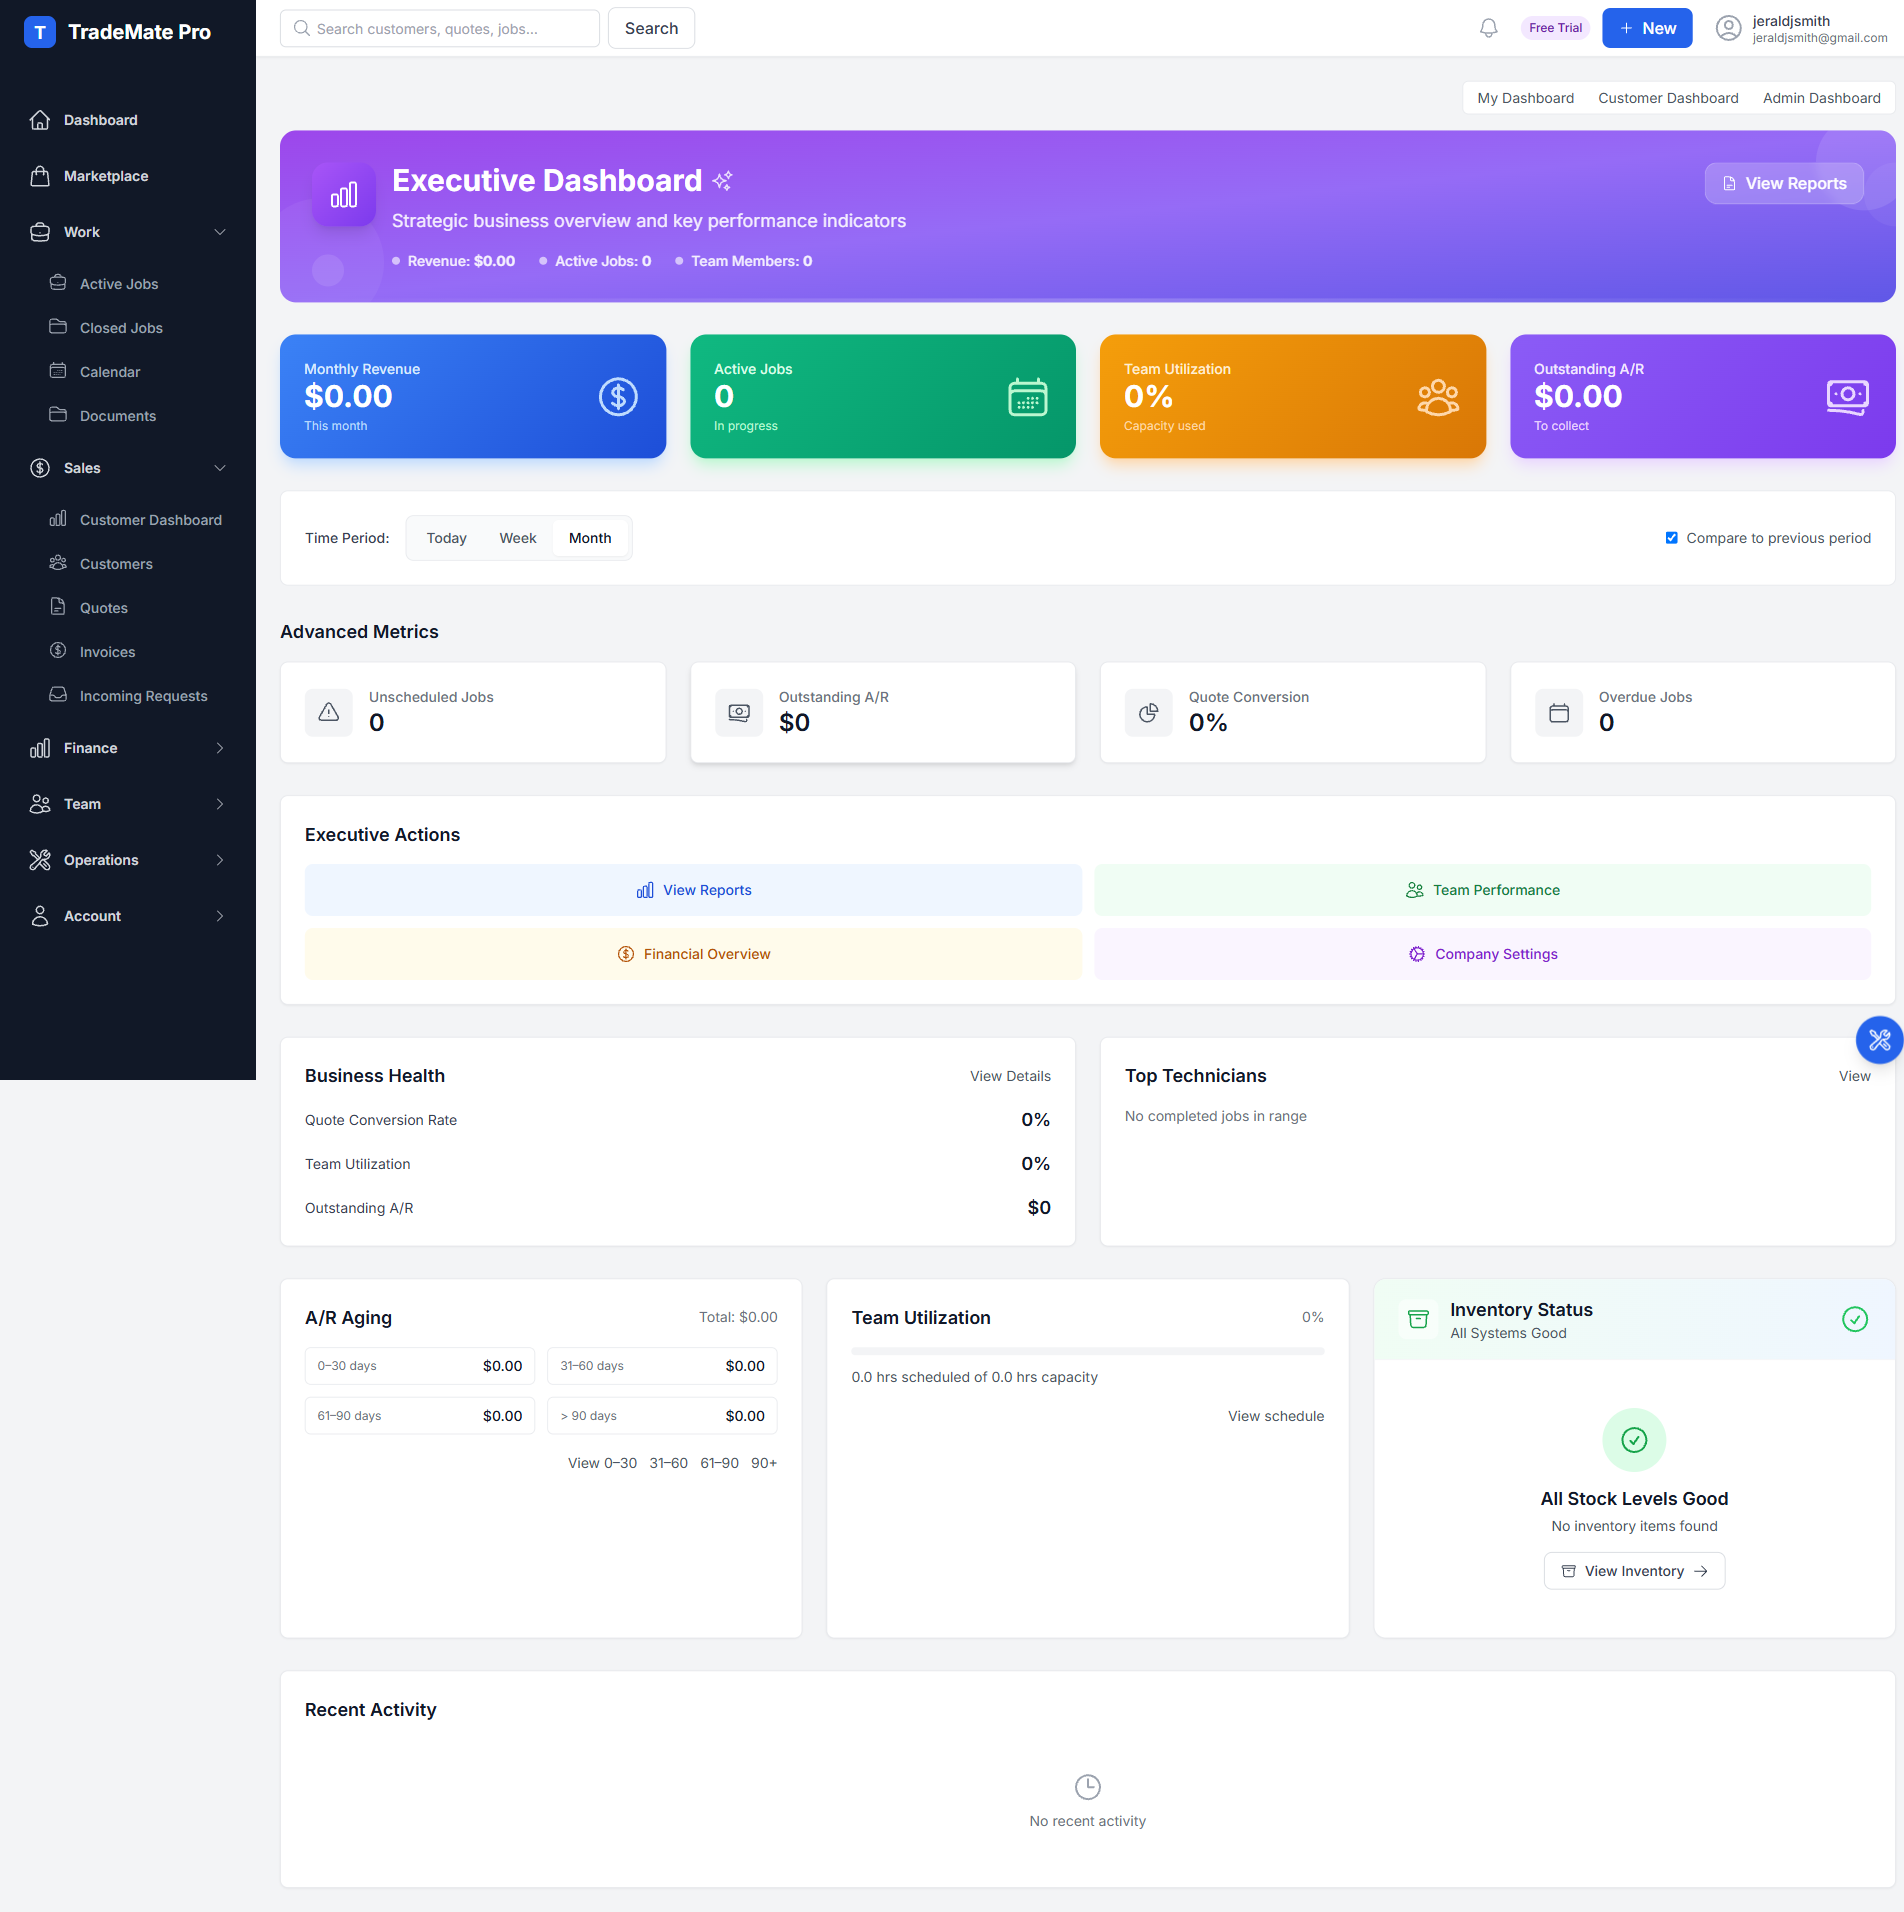 T TradeMate Pro
Search customers, quotes, jobs...
Search
Free Trial
+ New
jeraldjsmith
jeraldjsmith@gmail.com
Dashboard
Marketplace
Work
Active Jobs
Closed Jobs
Calendar
Documents
Sales
Customer Dashboard
Customers
Quotes
Invoices
Incoming Requests
Finance
Team
Operations
Account
My Dashboard Customer Dashboard Admin Dashboard
Executive Dashboard
View Reports
Strategic business overview and key performance indicators
Revenue: $0.00 Active Jobs: 0 Team Members: 0
Monthly Revenue
$0.00
This month
Active Jobs
0
In progress
Team Utilization
0%
Capacity used
Outstanding A/R
$0.00
To collect
Time Period: Today Week Month
Compare to previous period
Advanced Metrics
Unscheduled Jobs
0
Outstanding A/R
$0
Quote Conversion
0%
Overdue Jobs
0
Executive Actions
View Reports
Team Performance
Financial Overview
Company Settings
Business Health View Details
Quote Conversion Rate 0%
Team Utilization 0%
Outstanding A/R $0
Top Technicians View
No completed jobs in range
A/R Aging Total: $0.00
0–30 days $0.00
31–60 days $0.00
61–90 days $0.00
> 90 days $0.00
View 0–30 31–60 61–90 90+
Team Utilization 0%
0.0 hrs scheduled of 0.0 hrs capacity
View schedule
Inventory Status
All Systems Good
All Stock Levels Good
No inventory items found
View Inventory →
Recent Activity
No recent activity